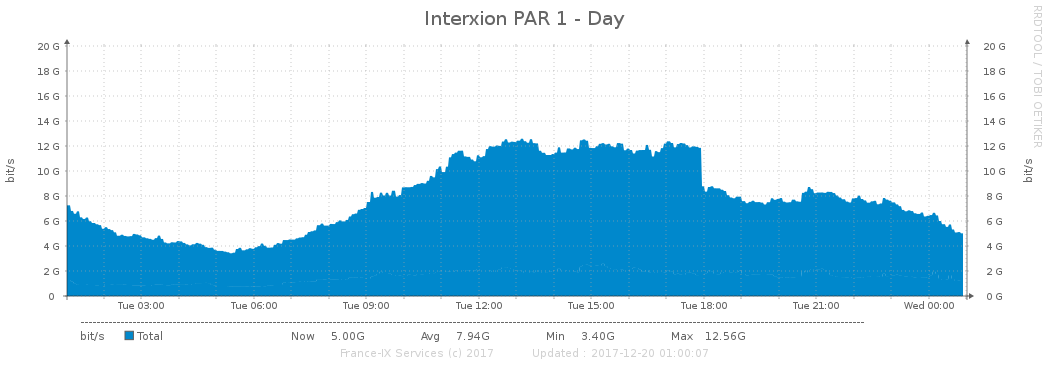 Interxion PAR 1 - Day
RRDTOOL / TOBI OETIKER
bit/s
20 G 20 G
18 G 18 G
16 G 16 G
14 G 14 G
12 G 12 G
10 G 10 G
8 G 8 G
6 G 6 G
4 G 4 G
2 G 2 G
0 0 G
bit/s
Tue 03:00 Tue 06:00 Tue 09:00 Tue 12:00 Tue 15:00 Tue 18:00 Tue 21:00 Wed 00:00
bit/s Total Now 5.00G Avg 7.94G Min 3.40G Max 12.56G
France-IX Services (c) 2017 Updated : 2017-12-20 01:00:07